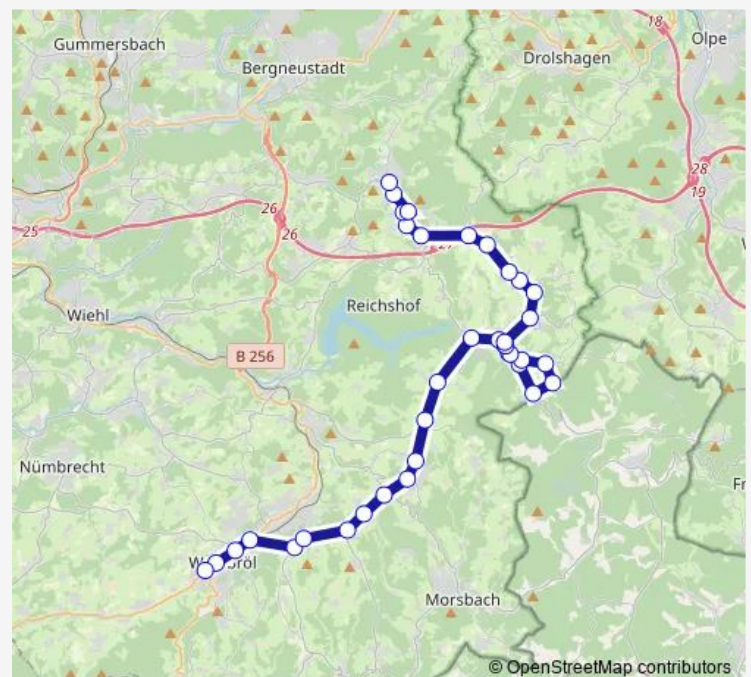 18
Olpe
Gummersbach
Drolshagen
Bergneustadt
28
19
26
25
26
Reichshof
Wiehl
B 256
Nümbrecht
Morsbach
© OpenStreetMap contributors